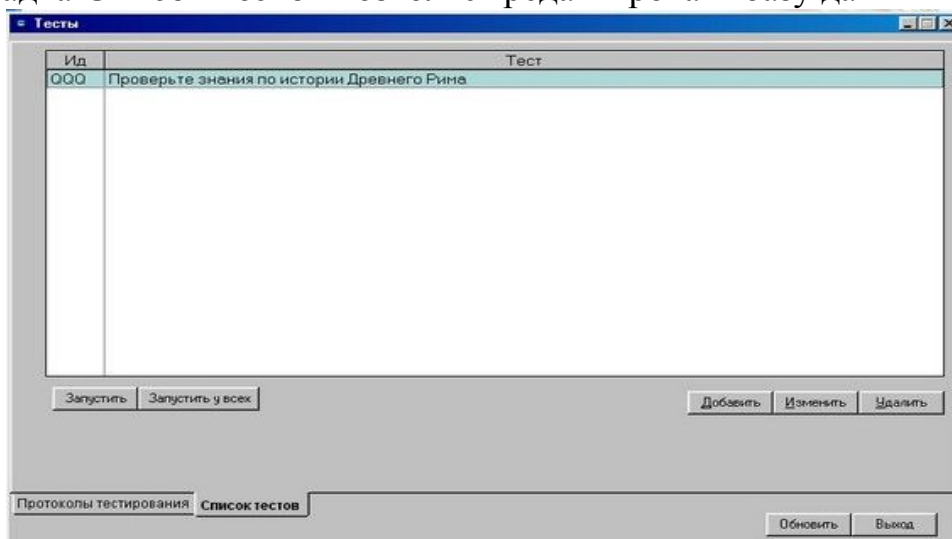 Тесты
Ид Тест
QQQ Проверьте знания по истории Древнего Рима
Запустить Запустить у всех
Добавить Изменить Удалить
Протоколы тестирования Список тестов
Обновить Выход